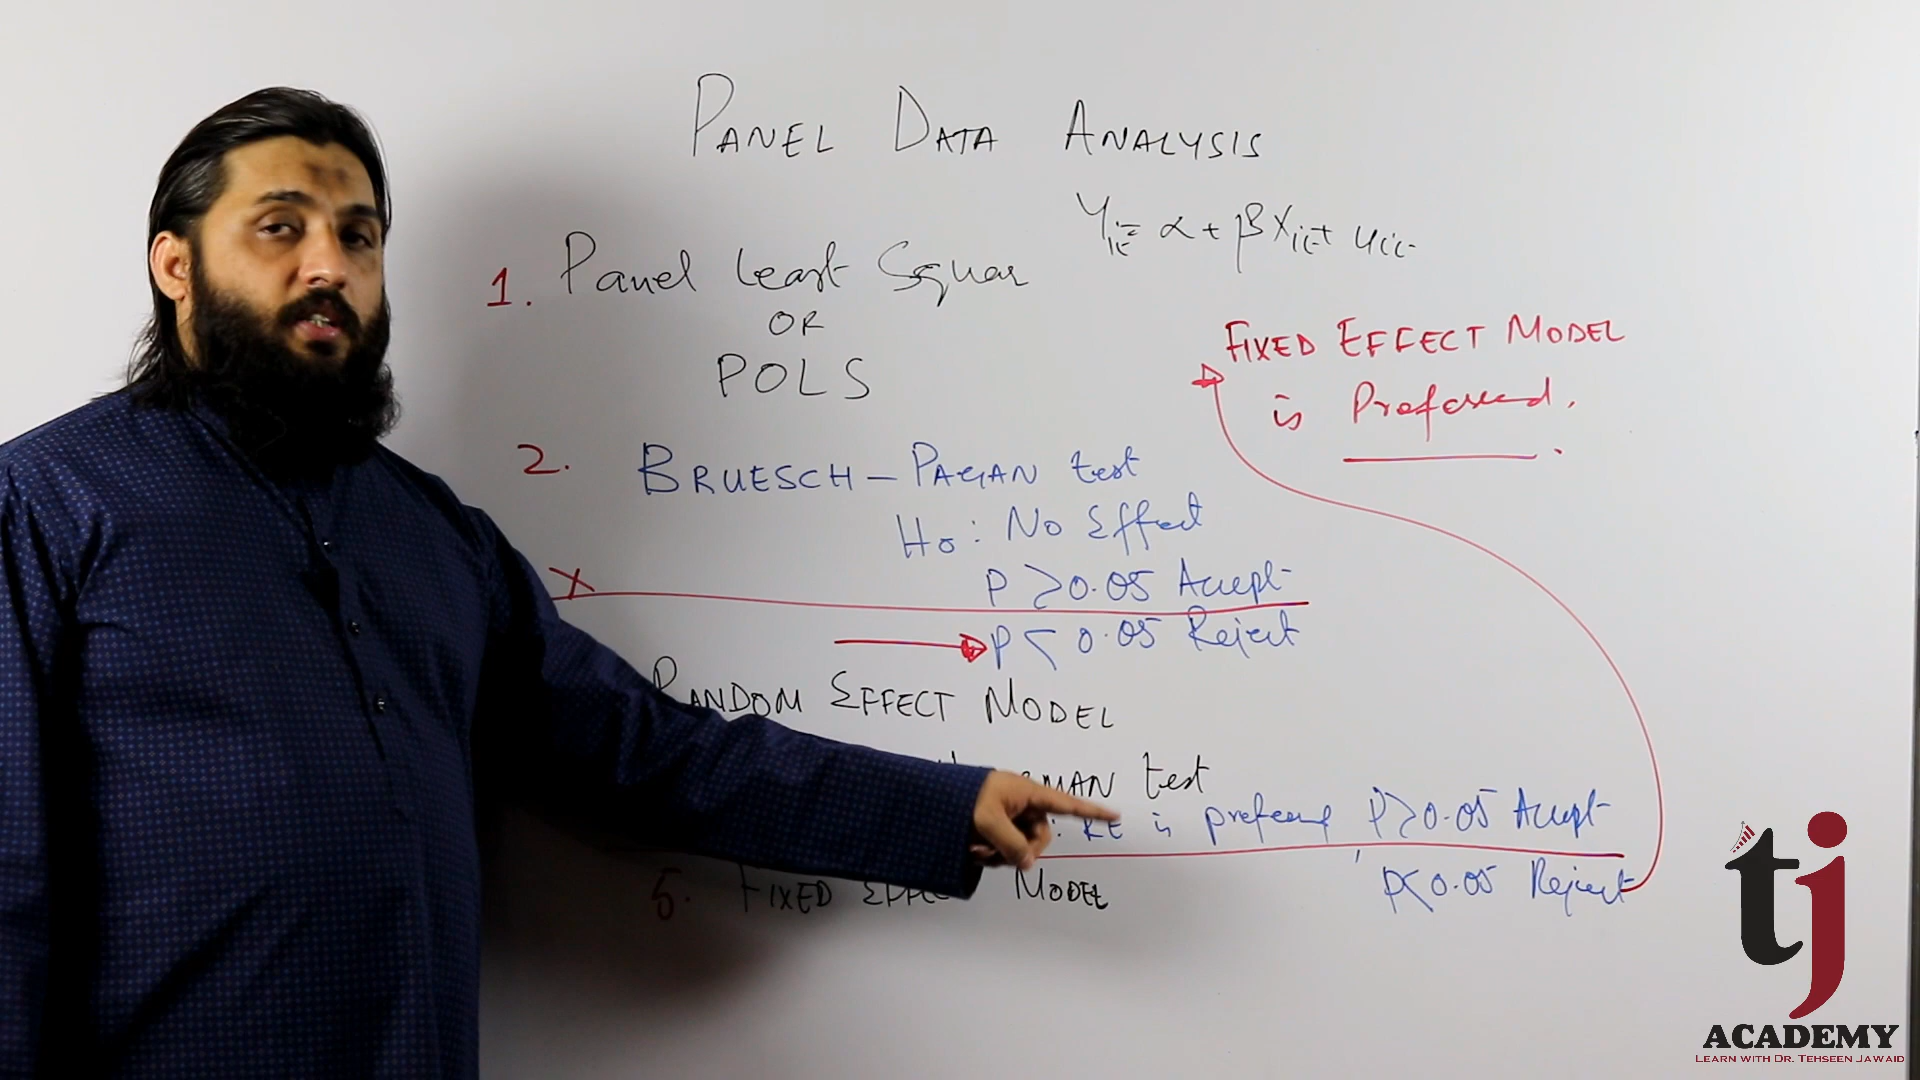 PANEL DATA ANALYSIS
Yit = α + βXit + uit
1. Panel Least Squar
OR
POLS
FIXED EFFECT MODEL
is Prefered.
2. BRUESCH - PAGAN test
Ho: No Effect
P > 0.05 Accept
P < 0.05 Reject
RANDOM EFFECT MODEL
test
: RE is P > 0.05 Accept
P < 0.05 Reject
5. FIXED EFFECT MODEL
tj
ACADEMY
LEARN WITH DR. TEHSEEN JAWAID